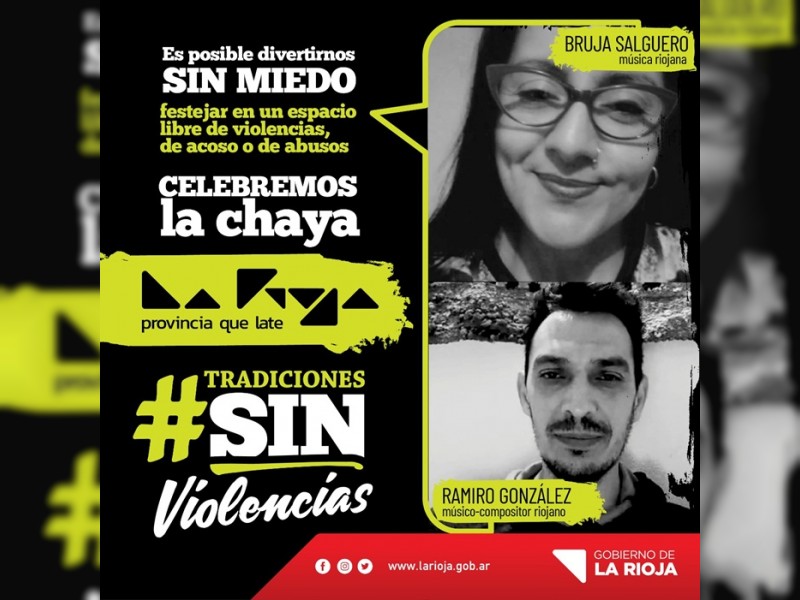 Es posible divertirnos
SIN MIEDO
festejar en un espacio
libre de violencias,
de acoso o de abusos
CELEBREMOS
la chaya
La Rioja
provincia que late
#TRADICIONES
SIN
Violencias
BRUJA SALGUERO
música riojana
RAMIRO GONZÁLEZ
músico-compositor riojano
www.larioja.gob.ar
GOBIERNO DE
LA RIOJA